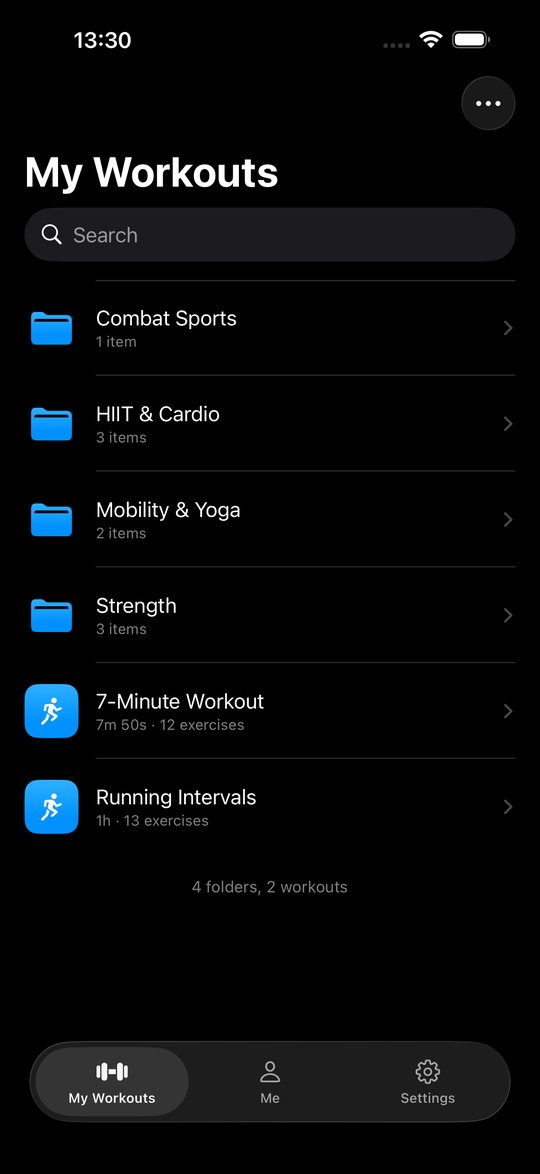 13:30
My Workouts
Search
Combat Sports
1 item
HIIT & Cardio
3 items
Mobility & Yoga
2 items
Strength
3 items
7-Minute Workout
7m 50s · 12 exercises
Running Intervals
1h · 13 exercises
4 folders, 2 workouts
My Workouts
Me
Settings